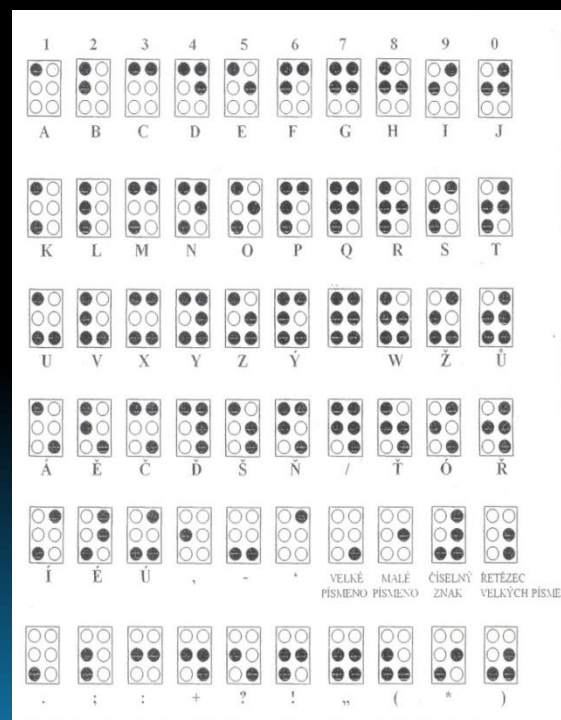 1 2 3 4 5 6 7 8 9 0
A B C D E F G H I J
K L M N O P Q R S T
U V X Y Z Ý W Ž Ů
Á Ě Č Ď Š Ň / Ť Ó Ř
Í É Ú , - ‘ VELKÉ MALÉ ČÍSELNÝ ŘETĚZEC
PÍSMENO PÍSMENO ZNAK VELKÝCH PÍSME
. ; : + ? ! „ ( * )